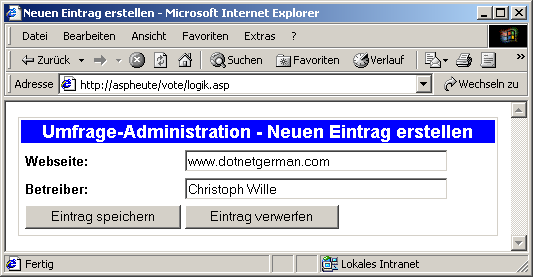 Neuen Eintrag erstellen - Microsoft Internet Explorer
Datei Bearbeiten Ansicht Favoriten Extras ?
Zurück Suchen Favoriten Verlauf
Adresse http://aspheute/vote/logik.asp Wechseln zu
Umfrage-Administration - Neuen Eintrag erstellen
Webseite: www.dotnetgerman.com
Betreiber: Christoph Wille
Eintrag speichern Eintrag verwerfen
Fertig Lokales Intranet